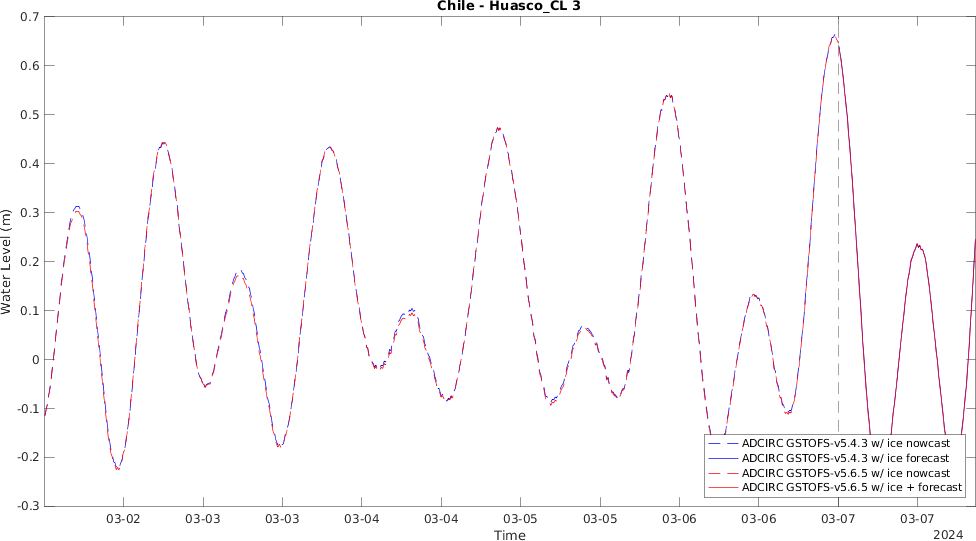 Chile - Huasco_CL 3
0.7
0.6
0.5
0.4
0.3
0.2
0.1
0
-0.1
-0.2
-0.3
Water Level (m)
ADCIRC GSTOFS-v5.4.3 w/ ice nowcast
ADCIRC GSTOFS-v5.4.3 w/ ice forecast
ADCIRC GSTOFS-v5.6.5 w/ ice nowcast
ADCIRC GSTOFS-v5.6.5 w/ ice + forecast
03-02 03-03 03-03 03-04 03-04 03-05 03-05 03-06 03-06 03-07 03-07
Time
2024